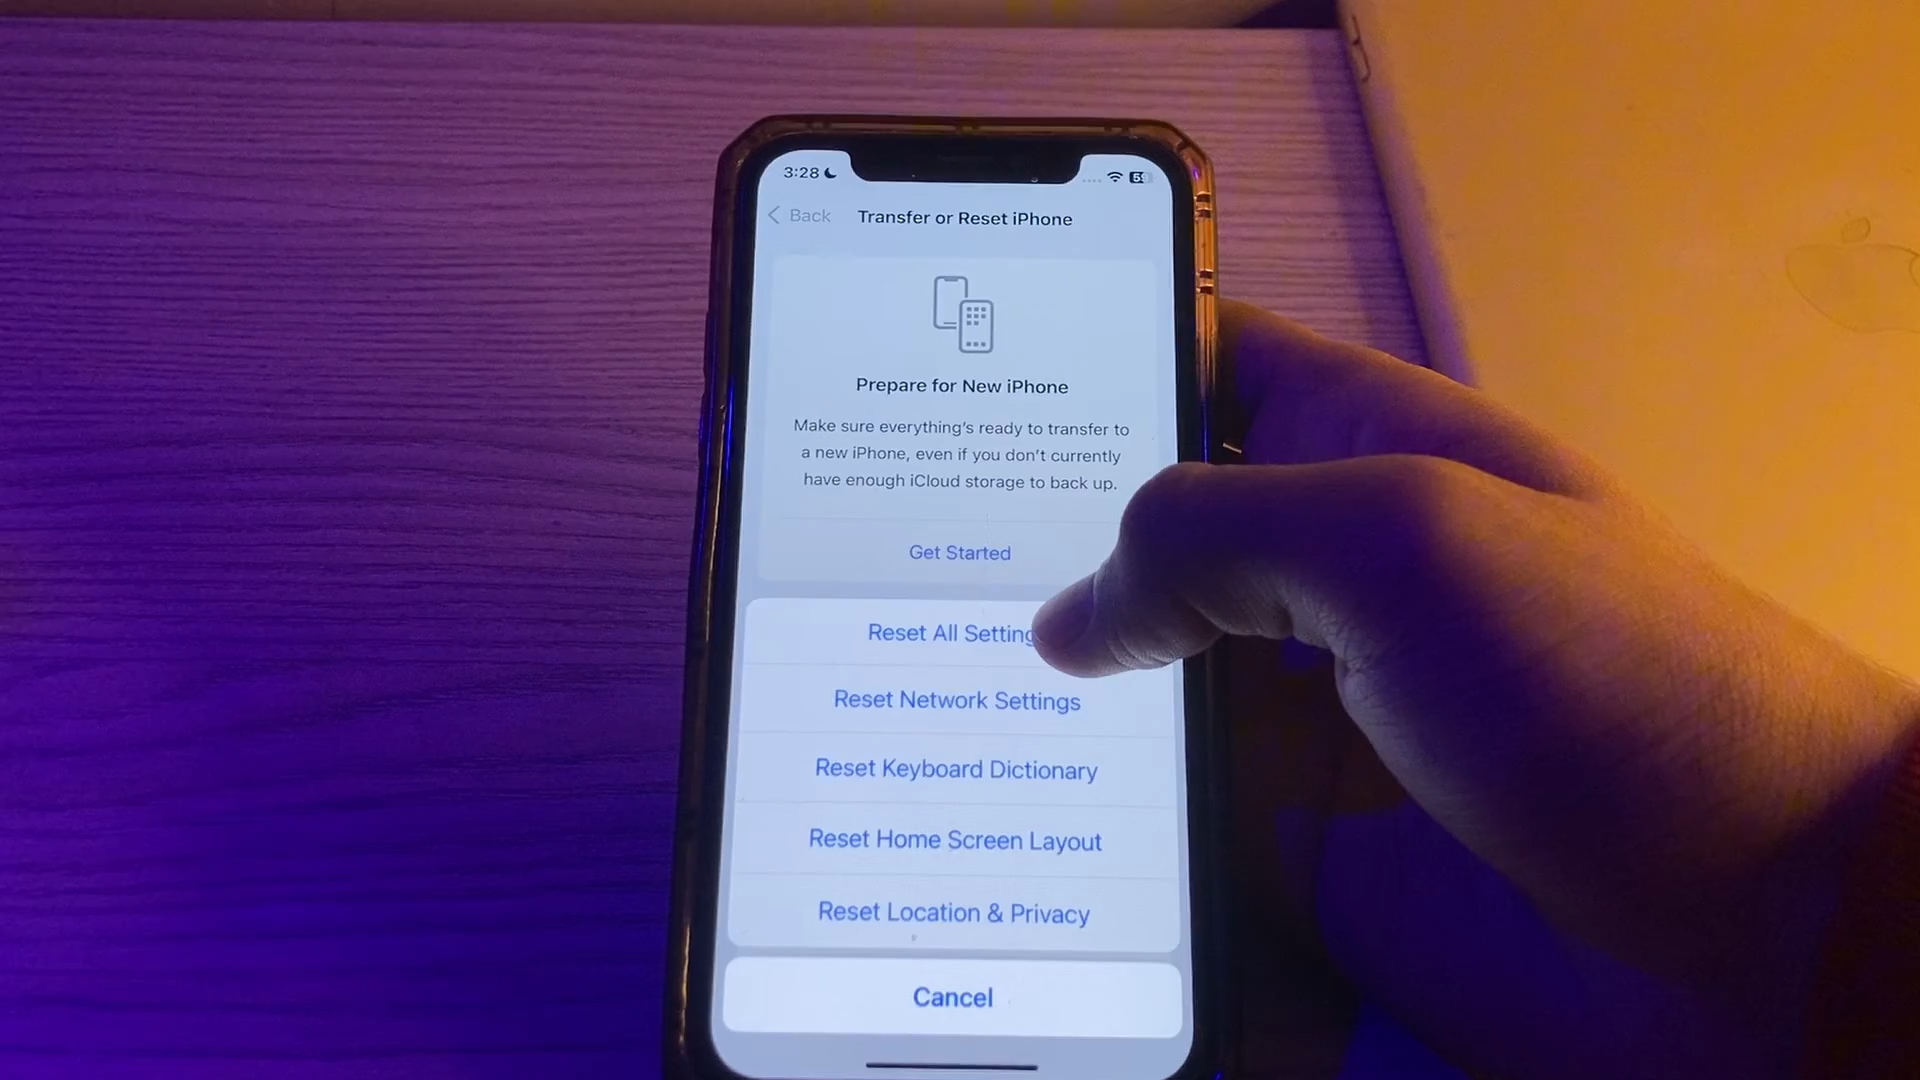 3:28
Back
Transfer or Reset iPhone
Prepare for New iPhone
Make sure everything's ready to transfer to
a new iPhone, even if you don't currently
have enough iCloud storage to back up.
Get Started
Reset All Setting
Reset Network Settings
Reset Keyboard Dictionary
Reset Home Screen Layout
Reset Location & Privacy
Cancel